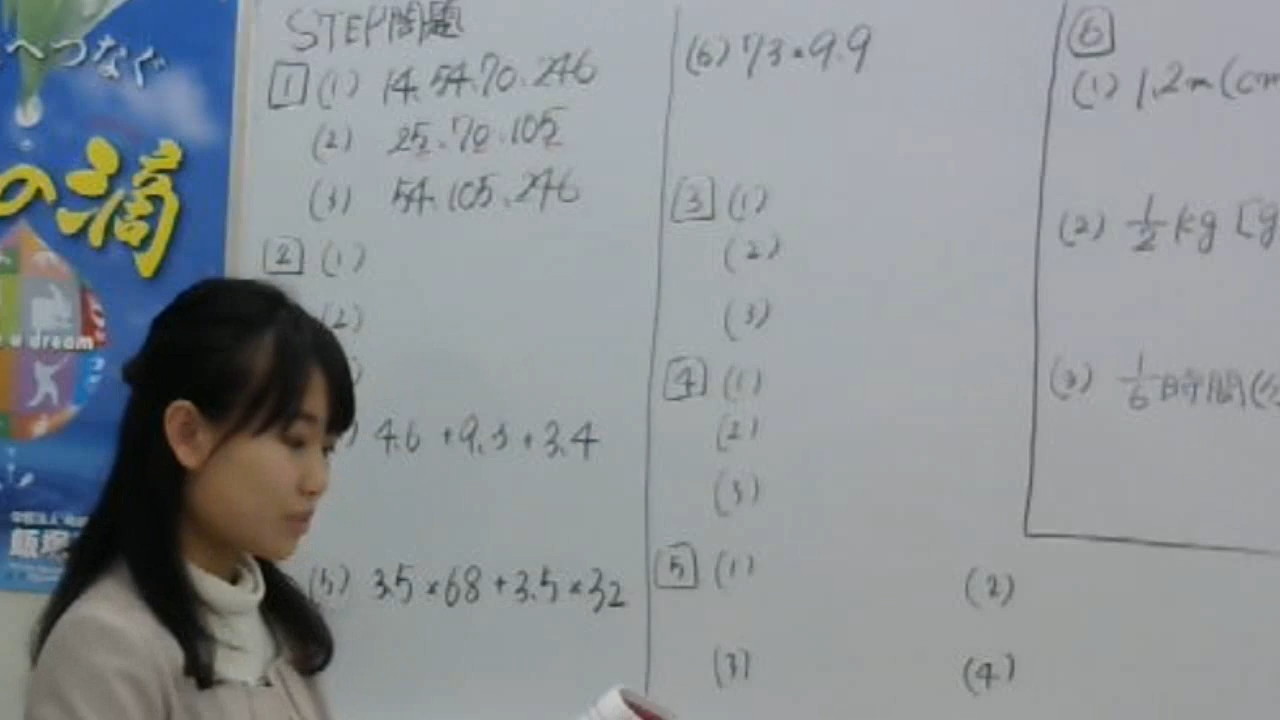 へつなぐ
の滴
dream
STEP問題
1 (1) 14.54.70.246
(2) 25.70.105
(3) 54.105.246
2 (1)
(2)
4.6 + 9.3 + 3.4
(5) 3.5 × 68 + 3.5 × 32
(6) 73 × 9.9
3 (1)
(2)
(3)
4 (1)
(2)
(3)
5 (1) (2)
(3) (4)
6
(1) 1.2m (cm
(2) 1/2 kg [g
(3) 1/6 時間 (